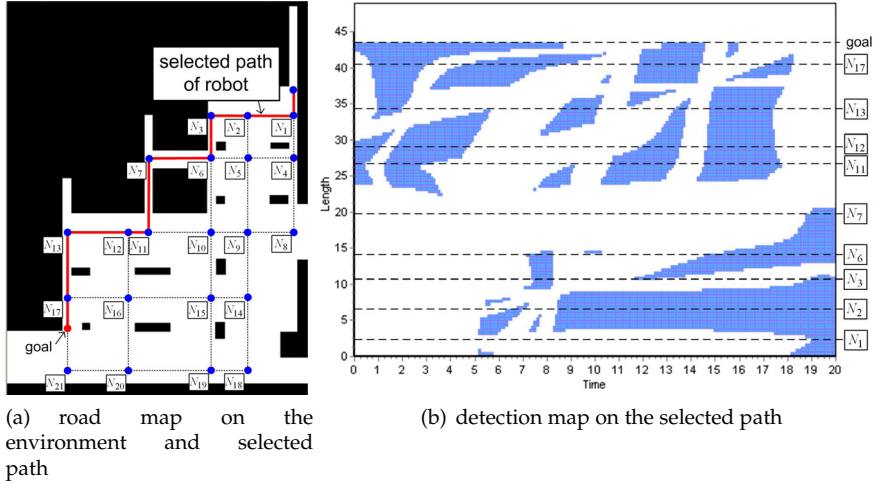 selected path
of robot
N3
N2
N1
N7
N6
N5
N4
N13
N12
N11
N10
N9
N8
N17
N16
N15
N14
goal
N21
N20
N19
N18
(a) road map on the
environment and selected
path
45
40
35
30
25
20
15
10
5
0
Length
0 1 2 3 4 5 6 7 8 9 10 11 12 13 14 15 16 17 18 19 20
Time
goal
N17
N13
N12
N11
N7
N6
N3
N2
N1
(b) detection map on the selected path